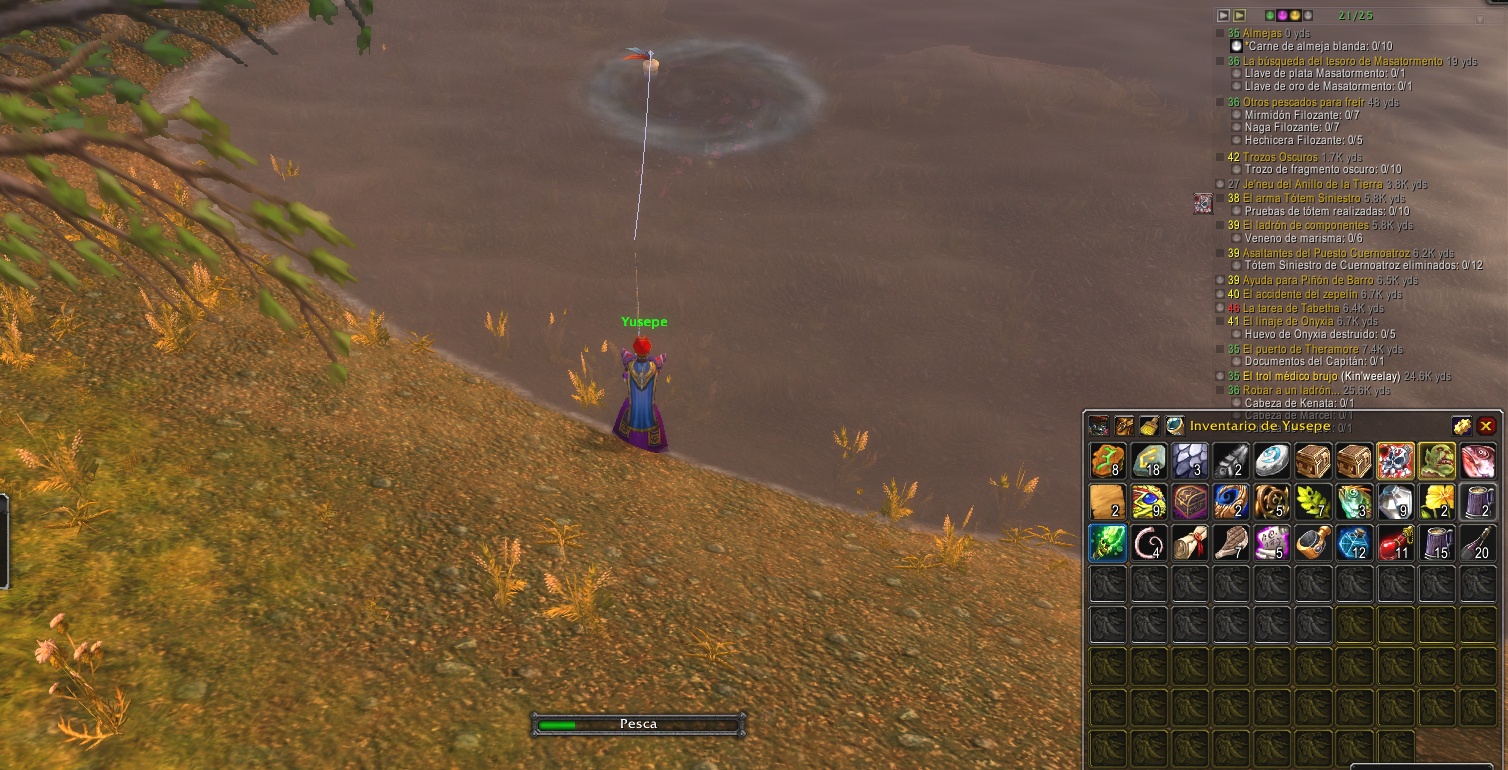 21/25
35 Almejas 0 yds
*Carne de almeja blanda: 0/10
36 La búsqueda del tesoro de Masatormento 19 yds
Llave de plata Masatormento: 0/1
Llave de oro de Masatormento: 0/1
36 Otros pescados para freír 48 yds
Mirmidón Filozante: 0/7
Naga Filozante: 0/7
Hechicera Filozante: 0/5
42 Trozos Oscuros 1.7K yds
Trozo de fragmento oscuro: 0/10
27 Je'neu del Anillo de la Tierra 3.8K yds
38 El arma Tótem Siniestro 5.8K yds
Pruebas de tótem realizadas: 0/10
39 El ladrón de componentes 5.8K yds
Veneno de marisma: 0/6
39 Asaltantes del Puesto Cuernoatroz 6.2K yds
Tótem Siniestro de Cuernoatroz eliminados: 0/12
39 Ayuda para Piñón de Barro 6.5K yds
40 El accidente del zepelín 6.7K yds
La tarea de Tabetha 6.4K yds
41 El linaje de Onyxia 6.7K yds
Huevo de Onyxia destruido: 0/5
35 El puerto de Theramore 7.4K yds
Documentos del Capitán: 0/1
35 El trol médico brujo (Kin'weelay) 24.6K yds
36 Robar a un ladrón... 25.6K yds
Cabeza de Kenata: 0/1
Cabeza de Marcel: 0/1
Inventario de Yusepe : 0/1
8 18 3 2
2 9 2 5 7 3 9 2 2
4 7 5 12 11 15 20
Yusepe
Pesca